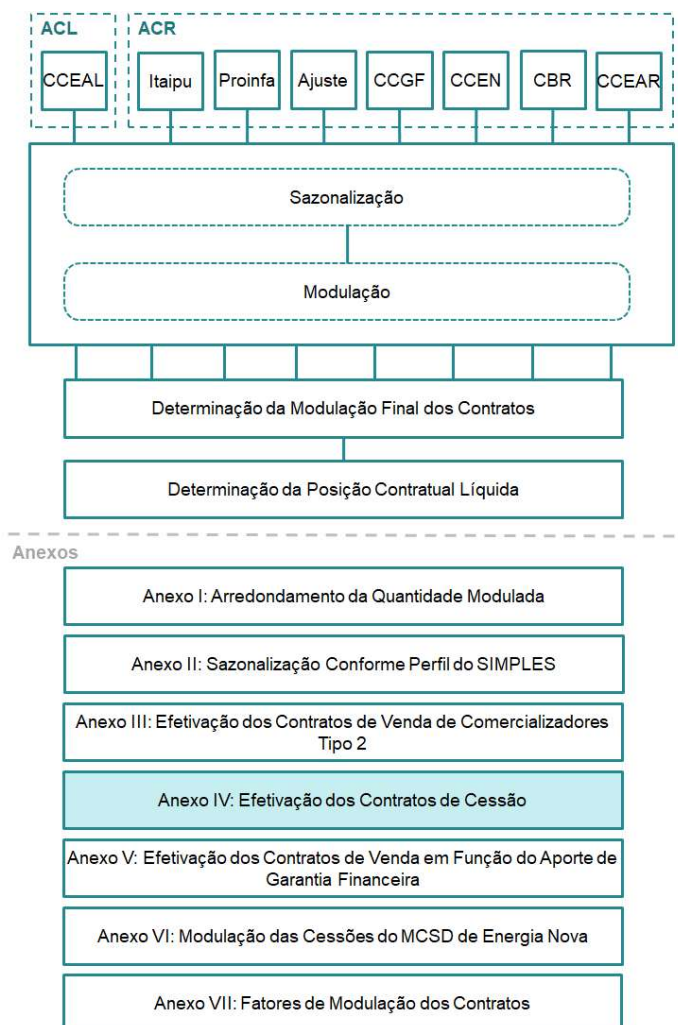 ACL
ACR
CCEAL
Itaipu
Proinfa
Ajuste
CCGF
CCEN
CBR
CCEAR
Sazonalização
Modulação
Determinação da Modulação Final dos Contratos
Determinação da Posição Contratual Líquida
Anexos
Anexo I: Arredondamento da Quantidade Modulada
Anexo II: Sazonalização Conforme Perfil do SIMPLES
Anexo III: Efetivação dos Contratos de Venda de Comercializadores
Tipo 2
Anexo IV: Efetivação dos Contratos de Cessão
Anexo V: Efetivação dos Contratos de Venda em Função do Aporte de
Garantia Financeira
Anexo VI: Modulação das Cessões do MCSD de Energia Nova
Anexo VII: Fatores de Modulação dos Contratos